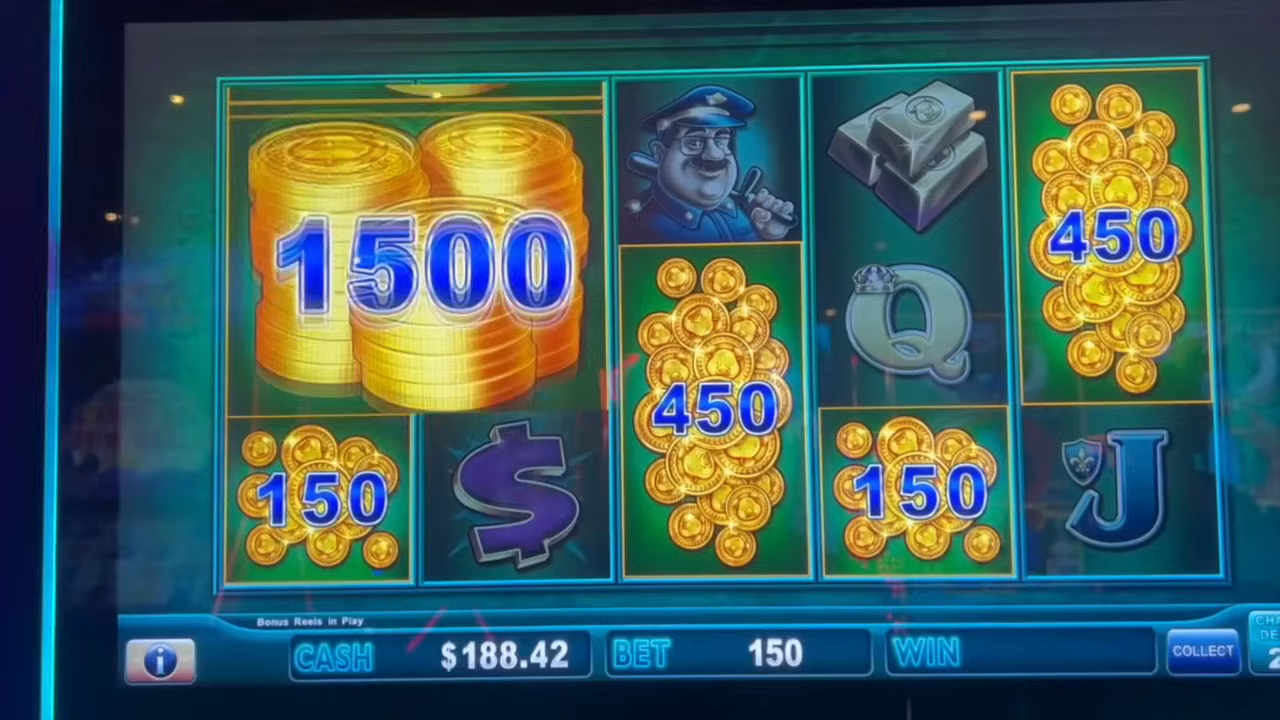 1500
450
450
150
150
Q
J
Bonus Reels in Play
CASH $188.42
BET 150
WIN
COLLECT